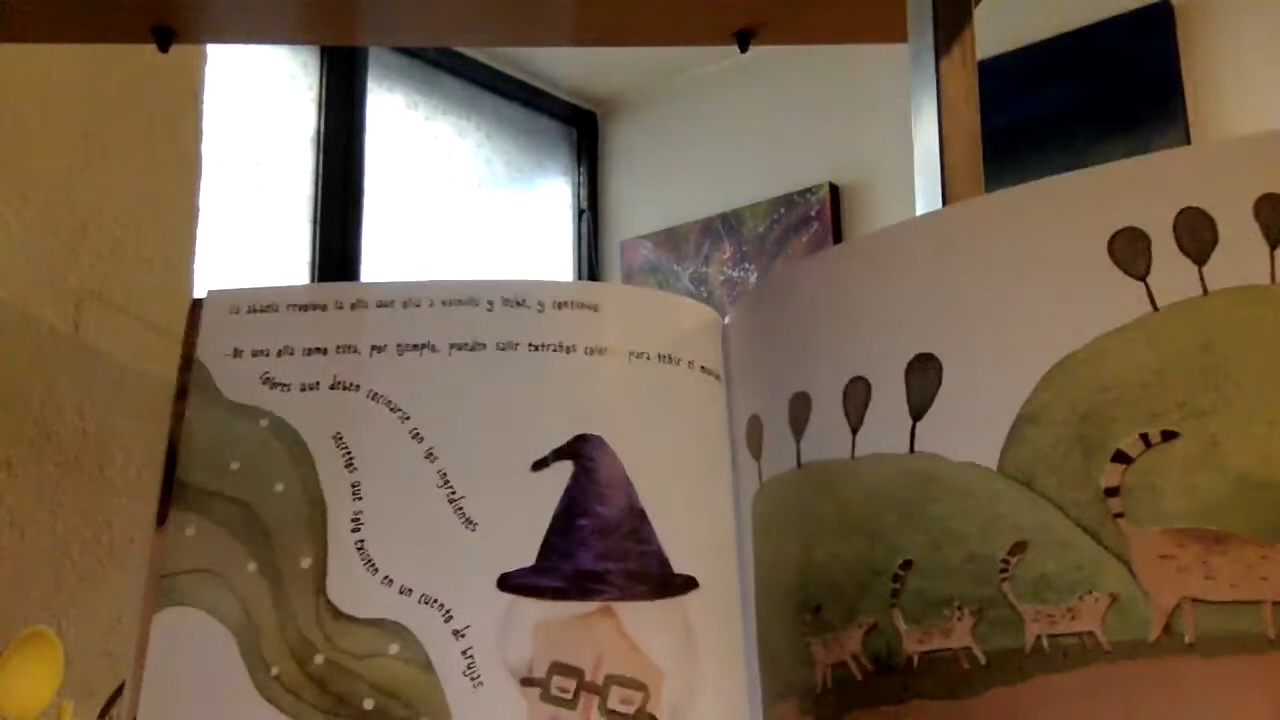 La abuela revolvió la olla que olía a vainilla y leche, y continuó:
—De una olla como esta, por ejemplo, pueden salir extraños colores para teñir el
Colores que deben cocinarse con los ingredientes
secretos que solo existen en un cuento de brujas.